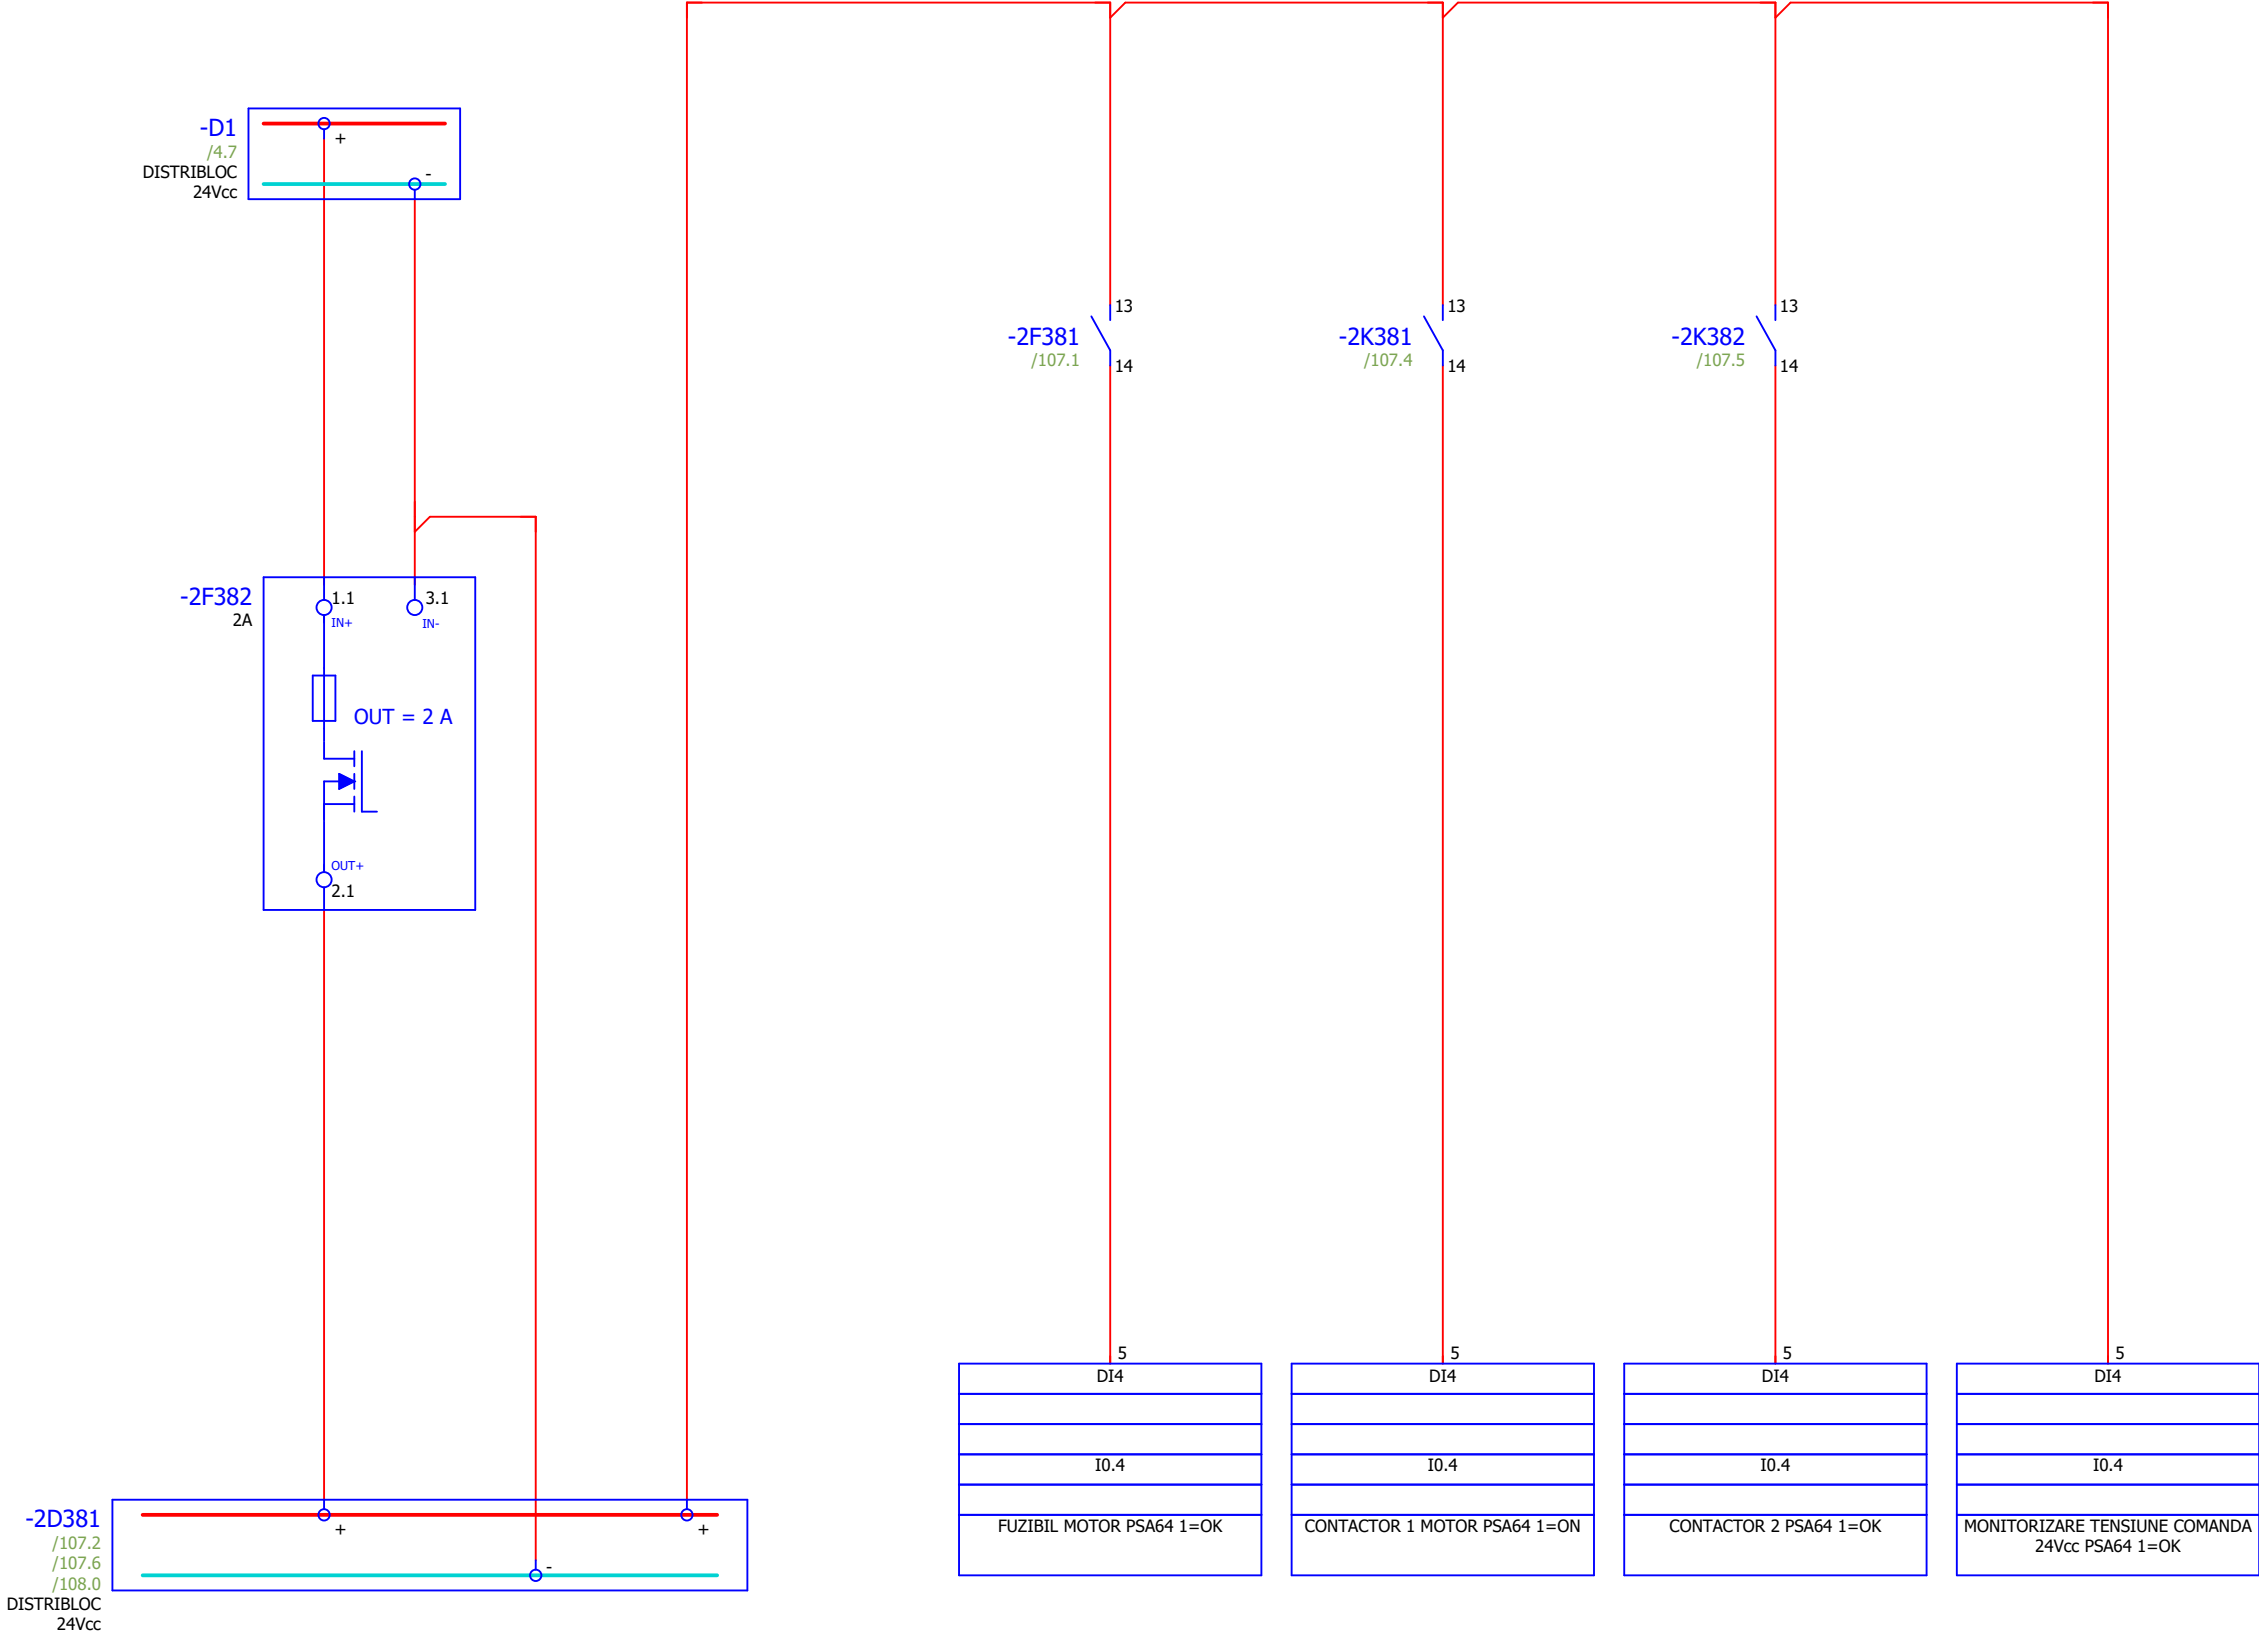 -D1
/4.7
DISTRIBLOC
24Vcc
+
-
-2F381
/107.1
13
14
-2K381
/107.4
13
14
-2K382
/107.5
13
14
-2F382
2A
1.1
IN+
3.1
IN-
OUT = 2 A
OUT+
2.1
-2D381
/107.2
/107.6
/108.0
DISTRIBLOC
24Vcc
+
-
+
5
DI4
I0.4
FUZIBIL MOTOR PSA64 1=OK
5
DI4
I0.4
CONTACTOR 1 MOTOR PSA64 1=ON
5
DI4
I0.4
CONTACTOR 2 PSA64 1=OK
5
DI4
I0.4
MONITORIZARE TENSIUNE COMANDA
24Vcc PSA64 1=OK